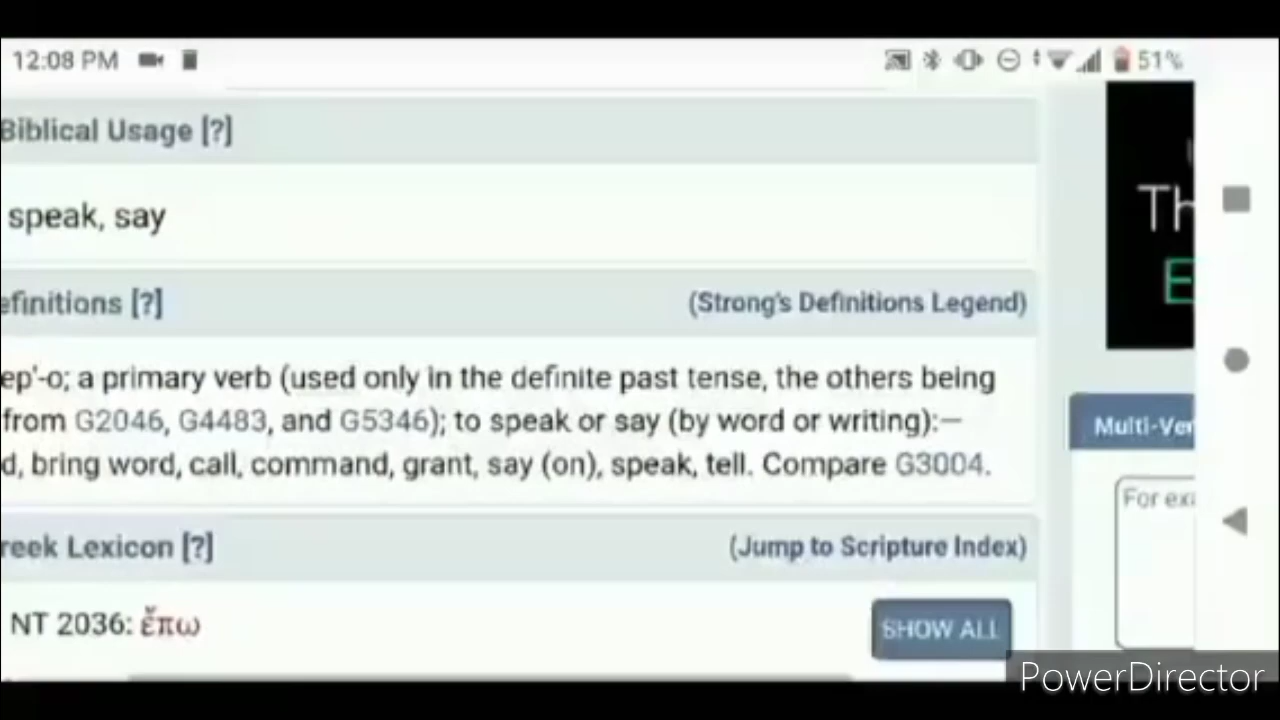 12:08 PM
51%
Biblical Usage [?]
speak, say
efinitions [?]
(Strong's Definitions Legend)
ep'-o; a primary verb (used only in the definite past tense, the others being
from G2046, G4483, and G5346); to speak or say (by word or writing):—
d, bring word, call, command, grant, say (on), speak, tell. Compare G3004.
reek Lexicon [?]
(Jump to Scripture Index)
NT 2036: ἔπω
SHOW ALL
Th
E
Multi-Ver
For exa
PowerDirector